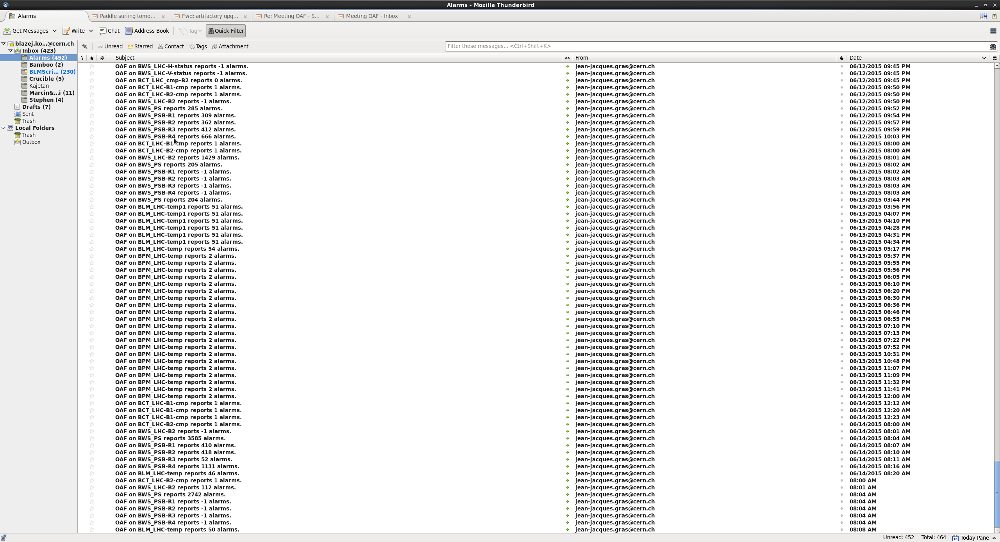 Alarms - Mozilla Thunderbird
Alarms Paddle surfing tomo... Fwd: artifactory upg... Re: Meeting OAF - S... Meeting OAF - Inbox
Get Messages Write Chat Address Book Tag Quick Filter
blazej.ko...@cern.ch
Inbox (423)
Alarms (452)
Bamboo (2)
BLMScri... (230)
Crucible (5)
Kajetan
Marcin&...i (11)
Stephen (4)
Drafts (7)
Sent
Trash
Local Folders
Trash
Outbox
Unread Starred Contact Tags Attachment Filter these messages... <Ctrl+Shift+K>
Subject From Date
OAF on BWS_LHC-H-status reports -1 alarms. jean-jacques.gras@cern.ch 06/12/2015 09:45 PM
OAF on BWS_LHC-V-status reports -1 alarms. jean-jacques.gras@cern.ch 06/12/2015 09:45 PM
OAF on BCT_LHC_cmp-B2 reports 0 alarms. jean-jacques.gras@cern.ch 06/12/2015 09:45 PM
OAF on BCT_LHC-B1-cmp reports 1 alarms. jean-jacques.gras@cern.ch 06/12/2015 09:50 PM
OAF on BCT_LHC-B2-cmp reports 1 alarms. jean-jacques.gras@cern.ch 06/12/2015 09:50 PM
OAF on BWS_LHC-B2 reports -1 alarms. jean-jacques.gras@cern.ch 06/12/2015 09:50 PM
OAF on BWS_PS reports 285 alarms. jean-jacques.gras@cern.ch 06/12/2015 09:52 PM
OAF on BWS_PSB-R1 reports 309 alarms. jean-jacques.gras@cern.ch 06/12/2015 09:54 PM
OAF on BWS_PSB-R2 reports 362 alarms. jean-jacques.gras@cern.ch 06/12/2015 09:57 PM
OAF on BWS_PSB-R3 reports 412 alarms. jean-jacques.gras@cern.ch 06/12/2015 09:59 PM
OAF on BWS_PSB-R4 reports 666 alarms. jean-jacques.gras@cern.ch 06/12/2015 10:03 PM
OAF on BCT_LHC-B1-cmp reports 1 alarms. jean-jacques.gras@cern.ch 06/13/2015 08:00 AM
OAF on BCT_LHC-B2-cmp reports 1 alarms. jean-jacques.gras@cern.ch 06/13/2015 08:00 AM
OAF on BWS_LHC-B2 reports 1429 alarms. jean-jacques.gras@cern.ch 06/13/2015 08:01 AM
OAF on BWS_PS reports 205 alarms. jean-jacques.gras@cern.ch 06/13/2015 08:02 AM
OAF on BWS_PSB-R1 reports -1 alarms. jean-jacques.gras@cern.ch 06/13/2015 08:02 AM
OAF on BWS_PSB-R2 reports -1 alarms. jean-jacques.gras@cern.ch 06/13/2015 08:03 AM
OAF on BWS_PSB-R3 reports -1 alarms. jean-jacques.gras@cern.ch 06/13/2015 08:03 AM
OAF on BWS_PSB-R4 reports -1 alarms. jean-jacques.gras@cern.ch 06/13/2015 08:03 AM
OAF on BWS_PS reports 204 alarms. jean-jacques.gras@cern.ch 06/13/2015 03:44 PM
OAF on BLM_LHC-temp1 reports 51 alarms. jean-jacques.gras@cern.ch 06/13/2015 03:56 PM
OAF on BLM_LHC-temp1 reports 51 alarms. jean-jacques.gras@cern.ch 06/13/2015 04:07 PM
OAF on BLM_LHC-temp1 reports 51 alarms. jean-jacques.gras@cern.ch 06/13/2015 04:10 PM
OAF on BLM_LHC-temp1 reports 51 alarms. jean-jacques.gras@cern.ch 06/13/2015 04:28 PM
OAF on BLM_LHC-temp1 reports 51 alarms. jean-jacques.gras@cern.ch 06/13/2015 04:31 PM
OAF on BLM_LHC-temp1 reports 51 alarms. jean-jacques.gras@cern.ch 06/13/2015 04:34 PM
OAF on BLM_LHC-temp reports 54 alarms. jean-jacques.gras@cern.ch 06/13/2015 05:17 PM
OAF on BPM_LHC-temp reports 2 alarms. jean-jacques.gras@cern.ch 06/13/2015 05:37 PM
OAF on BPM_LHC-temp reports 2 alarms. jean-jacques.gras@cern.ch 06/13/2015 05:55 PM
OAF on BPM_LHC-temp reports 2 alarms. jean-jacques.gras@cern.ch 06/13/2015 05:56 PM
OAF on BPM_LHC-temp reports 2 alarms. jean-jacques.gras@cern.ch 06/13/2015 06:05 PM
OAF on BPM_LHC-temp reports 2 alarms. jean-jacques.gras@cern.ch 06/13/2015 06:10 PM
OAF on BPM_LHC-temp reports 2 alarms. jean-jacques.gras@cern.ch 06/13/2015 06:20 PM
OAF on BPM_LHC-temp reports 2 alarms. jean-jacques.gras@cern.ch 06/13/2015 06:30 PM
OAF on BPM_LHC-temp reports 2 alarms. jean-jacques.gras@cern.ch 06/13/2015 06:36 PM
OAF on BPM_LHC-temp reports 2 alarms. jean-jacques.gras@cern.ch 06/13/2015 06:46 PM
OAF on BPM_LHC-temp reports 2 alarms. jean-jacques.gras@cern.ch 06/13/2015 06:55 PM
OAF on BPM_LHC-temp reports 2 alarms. jean-jacques.gras@cern.ch 06/13/2015 07:10 PM
OAF on BPM_LHC-temp reports 2 alarms. jean-jacques.gras@cern.ch 06/13/2015 07:13 PM
OAF on BPM_LHC-temp reports 2 alarms. jean-jacques.gras@cern.ch 06/13/2015 07:22 PM
OAF on BPM_LHC-temp reports 2 alarms. jean-jacques.gras@cern.ch 06/13/2015 07:52 PM
OAF on BPM_LHC-temp reports 2 alarms. jean-jacques.gras@cern.ch 06/13/2015 10:31 PM
OAF on BPM_LHC-temp reports 2 alarms. jean-jacques.gras@cern.ch 06/13/2015 10:48 PM
OAF on BPM_LHC-temp reports 2 alarms. jean-jacques.gras@cern.ch 06/13/2015 11:07 PM
OAF on BPM_LHC-temp reports 2 alarms. jean-jacques.gras@cern.ch 06/13/2015 11:09 PM
OAF on BPM_LHC-temp reports 2 alarms. jean-jacques.gras@cern.ch 06/13/2015 11:32 PM
OAF on BPM_LHC-temp reports 2 alarms. jean-jacques.gras@cern.ch 06/13/2015 11:41 PM
OAF on BPM_LHC-temp reports 2 alarms. jean-jacques.gras@cern.ch 06/14/2015 12:00 AM
OAF on BCT_LHC-B1-cmp reports 1 alarms. jean-jacques.gras@cern.ch 06/14/2015 12:12 AM
OAF on BCT_LHC-B1-cmp reports 1 alarms. jean-jacques.gras@cern.ch 06/14/2015 12:20 AM
OAF on BCT_LHC-B1-cmp reports 1 alarms. jean-jacques.gras@cern.ch 06/14/2015 12:23 AM
OAF on BCT_LHC-B2-cmp reports 1 alarms. jean-jacques.gras@cern.ch 06/14/2015 08:00 AM
OAF on BWS_LHC-B2 reports -1 alarms. jean-jacques.gras@cern.ch 06/14/2015 08:01 AM
OAF on BWS_PS reports 3585 alarms. jean-jacques.gras@cern.ch 06/14/2015 08:04 AM
OAF on BWS_PSB-R1 reports 410 alarms. jean-jacques.gras@cern.ch 06/14/2015 08:07 AM
OAF on BWS_PSB-R2 reports 418 alarms. jean-jacques.gras@cern.ch 06/14/2015 08:10 AM
OAF on BWS_PSB-R3 reports 52 alarms. jean-jacques.gras@cern.ch 06/14/2015 08:11 AM
OAF on BWS_PSB-R4 reports 1131 alarms. jean-jacques.gras@cern.ch 06/14/2015 08:16 AM
OAF on BLM_LHC-temp reports 46 alarms. jean-jacques.gras@cern.ch 06/14/2015 08:20 AM
OAF on BCT_LHC-B2-cmp reports 1 alarms. jean-jacques.gras@cern.ch 08:00 AM
OAF on BWS_LHC-B2 reports 112 alarms. jean-jacques.gras@cern.ch 08:01 AM
OAF on BWS_PS reports 2742 alarms. jean-jacques.gras@cern.ch 08:04 AM
OAF on BWS_PSB-R1 reports -1 alarms. jean-jacques.gras@cern.ch 08:04 AM
OAF on BWS_PSB-R2 reports -1 alarms. jean-jacques.gras@cern.ch 08:04 AM
OAF on BWS_PSB-R3 reports -1 alarms. jean-jacques.gras@cern.ch 08:04 AM
OAF on BWS_PSB-R4 reports -1 alarms. jean-jacques.gras@cern.ch 08:04 AM
OAF on BLM_LHC-temp reports 50 alarms. jean-jacques.gras@cern.ch 08:08 AM
Unread: 452 Total: 464 15 Today Pane